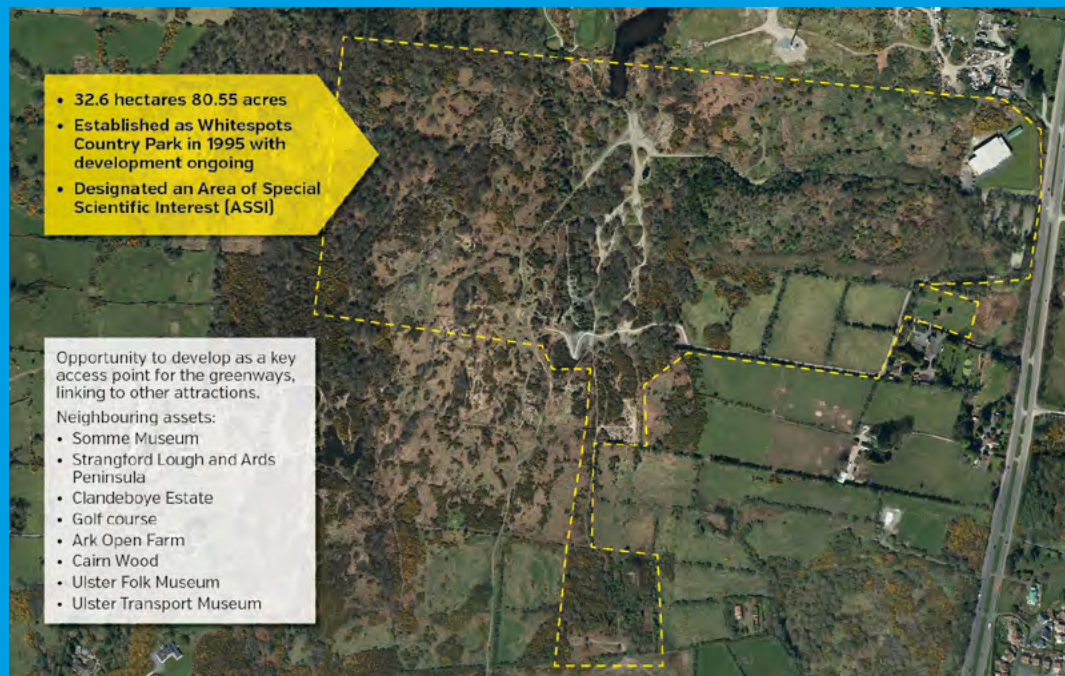 • 32.6 hectares 80.55 acres
• Established as Whitespots
Country Park in 1995 with
development ongoing
• Designated an Area of Special
Scientific Interest (ASSI)
Opportunity to develop as a key
access point for the greenways,
linking to other attractions.
Neighbouring assets:
• Somme Museum
• Strangford Lough and Ards
Peninsula
• Clandeboye Estate
• Golf course
• Ark Open Farm
• Cairn Wood
• Ulster Folk Museum
• Ulster Transport Museum